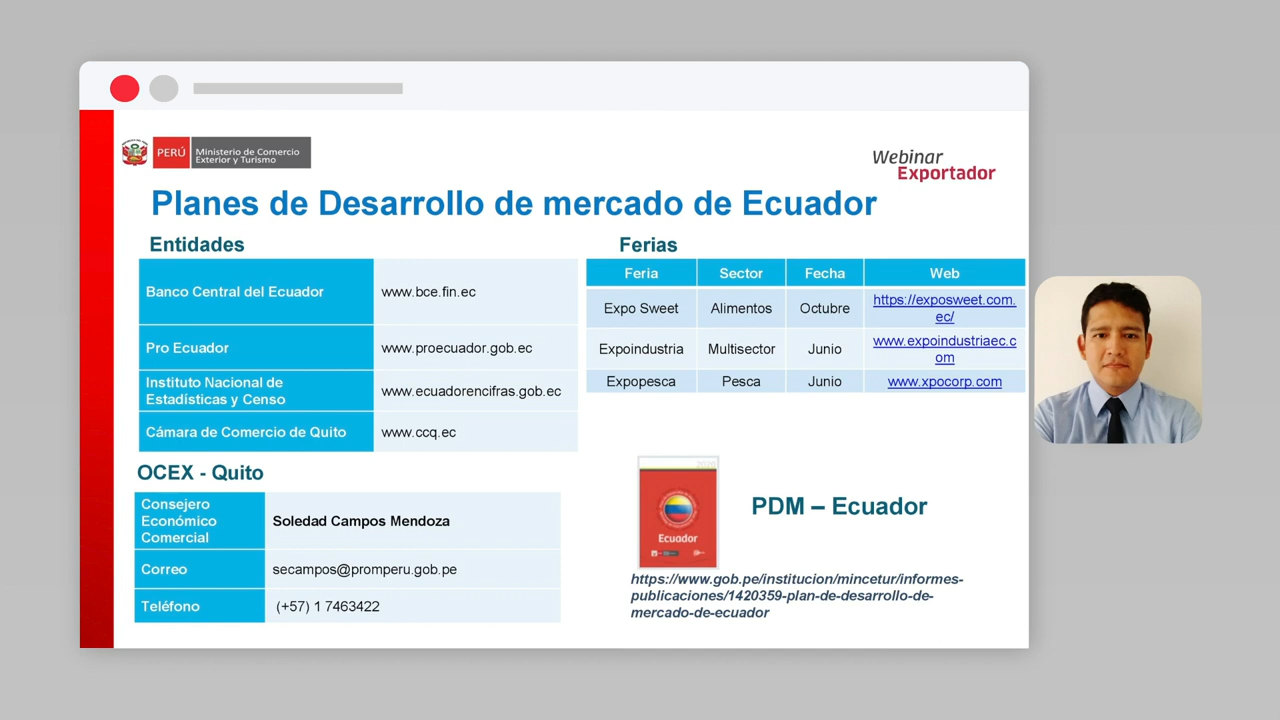 PERÚ
Ministerio de Comercio
Exterior y Turismo
Webinar
Exportador
Planes de Desarrollo de mercado de Ecuador
Entidades
Banco Central del Ecuador www.bce.fin.ec
Pro Ecuador www.proecuador.gob.ec
Instituto Nacional de
Estadísticas y Censo www.ecuadorencifras.gob.ec
Cámara de Comercio de Quito www.ccq.ec
Ferias
Feria Sector Fecha Web
Expo Sweet Alimentos Octubre https://exposweet.com.
ec/
Expoindustria Multisector Junio www.expoindustriaec.c
om
Expopesca Pesca Junio www.xpocorp.com
OCEX - Quito
Consejero
Económico
Comercial Soledad Campos Mendoza
Correo secampos@promperu.gob.pe
Teléfono (+57) 1 7463422
2020
Ecuador
PDM – Ecuador
https://www.gob.pe/institucion/mincetur/informes-
publicaciones/1420359-plan-de-desarrollo-de-
mercado-de-ecuador